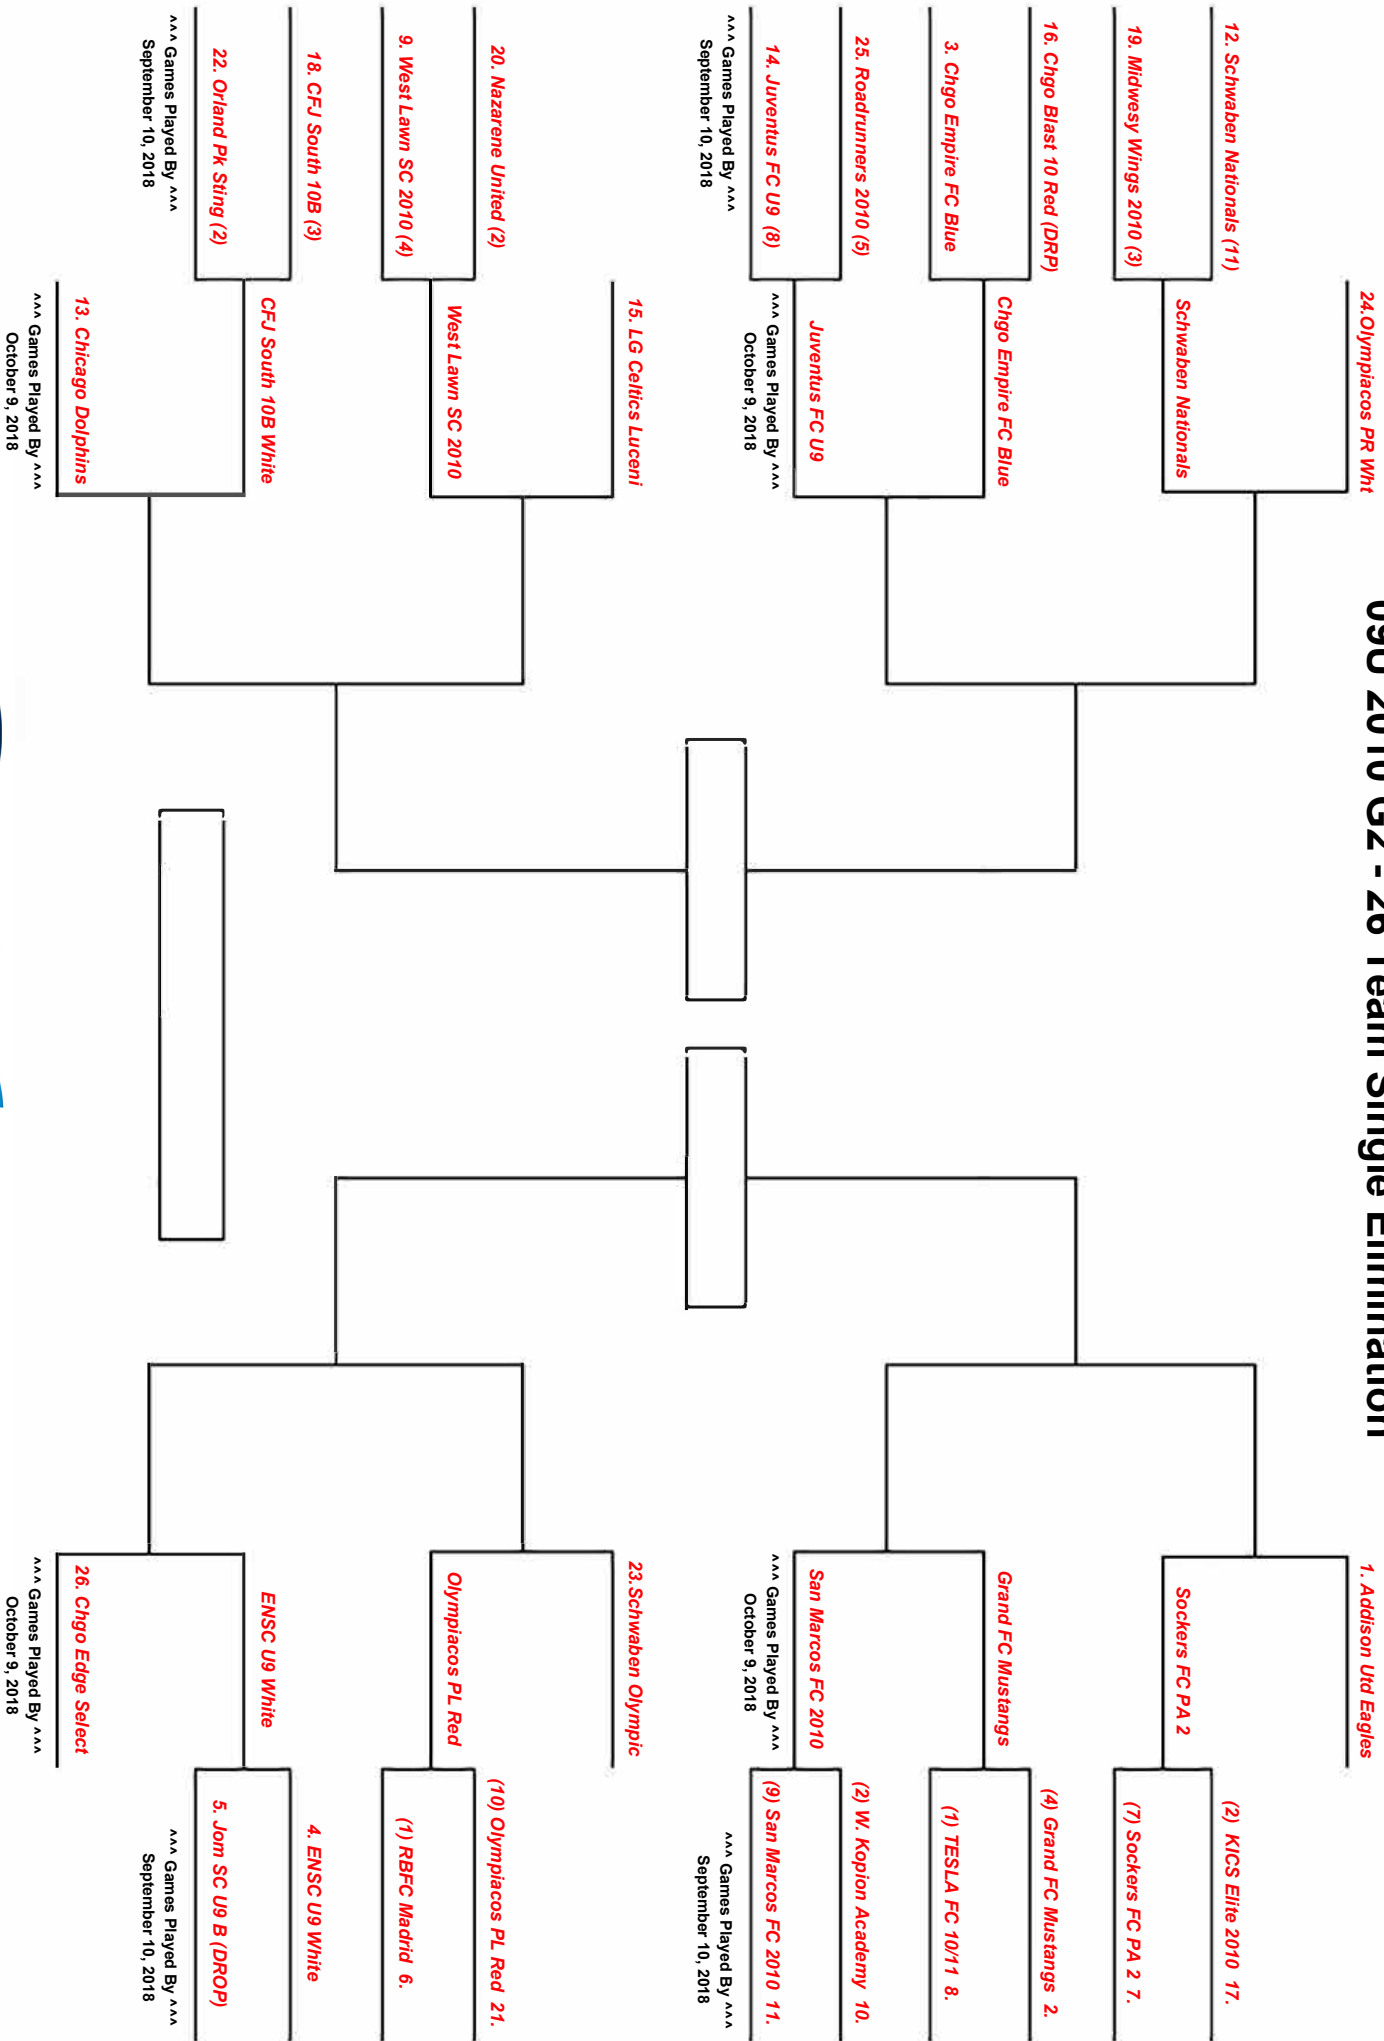 09U 2010 G2 - 26 Team Single Elimination
24.Olympiacos PR Wht
12. Schwaben Nationals (11)
Schwaben Nationals
19. Midwesy Wings 2010 (3)
16. Chgo Blast 10 Red (DRP)
Chgo Empire FC Blue
3. Chgo Empire FC Blue
25. Roadrunners 2010 (5)
Juventus FC U9
14. Juventus FC U9 (8)
^^^ Games Played By ^^^
October 9, 2018
^^^ Games Played By ^^^
September 10, 2018
15. LG Celtics Luceni
20. Nazarene United (2)
West Lawn SC 2010
9. West Lawn SC 2010 (4)
18. CFJ South 10B (3)
CFJ South 10B White
22. Orland Pk Sting (2)
^^^ Games Played By ^^^
September 10, 2018
13. Chicago Dolphins
^^^ Games Played By ^^^
October 9, 2018
1. Addison Utd Eagles
(2) KICS Elite 2010 17.
Sockers FC PA 2
(7) Sockers FC PA 2 7.
(4) Grand FC Mustangs 2.
Grand FC Mustangs
(1) TESLA FC 10/11 8.
(2) W. Kopion Academy 10.
San Marcos FC 2010
(9) San Marcos FC 2010 11.
^^^ Games Played By ^^^
October 9, 2018
^^^ Games Played By ^^^
September 10, 2018
23.Schwaben Olympic
(10) Olympiacos PL Red 21.
Olympiacos PL Red
(1) RBFC Madrid 6.
4. ENSC U9 White
ENSC U9 White
5. Jom SC U9 B (DROP)
^^^ Games Played By ^^^
September 10, 2018
26. Chgo Edge Select
^^^ Games Played By ^^^
October 9, 2018